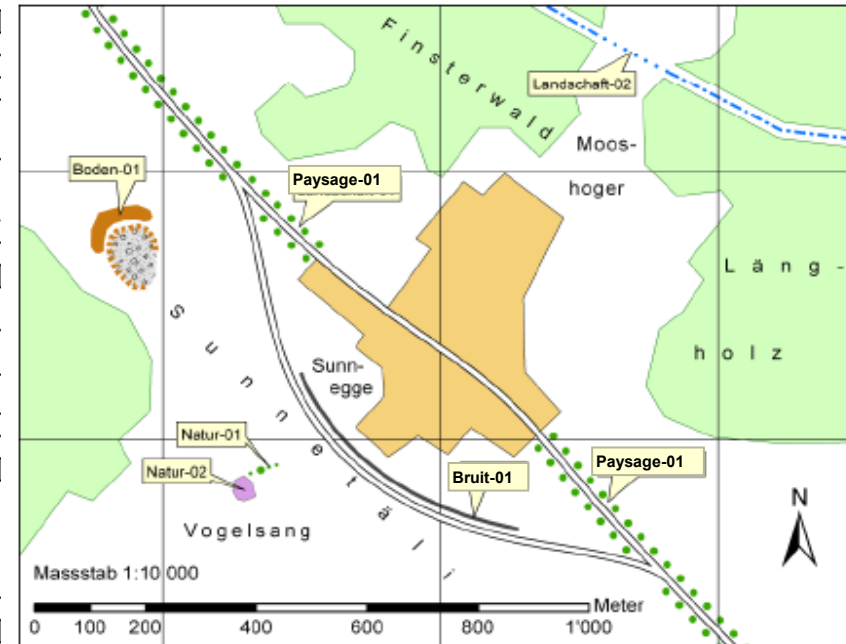 Finsterwald
Landschaft-02
Moos-
hoger
Boden-01
Paysage-01
Läng-
holz
Sunnetäli
Sunn-
egge
Natur-01
Natur-02
Bruit-01
Paysage-01
Vogelsang
N
Massstab 1:10 000
Meter
0 100 200 400 600 800 1'000